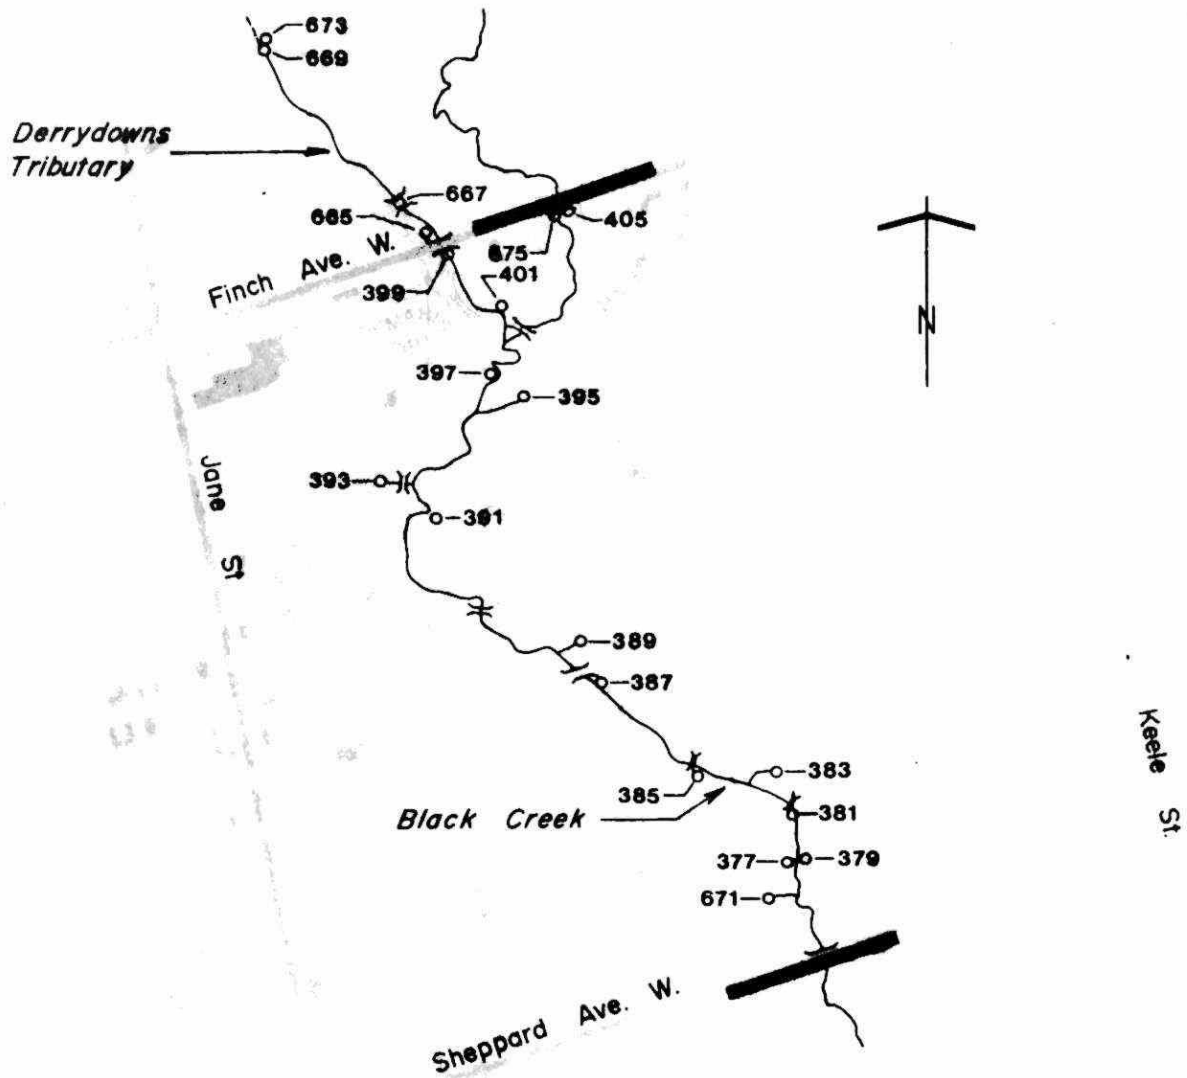 673
669
Derrydowns
Tributary
667
665
405
675
Finch Ave. W.
399
401
N
397
395
Jane St
393
391
389
387
Keele St.
383
385
Black Creek
381
377
379
671
Sheppard Ave. W.